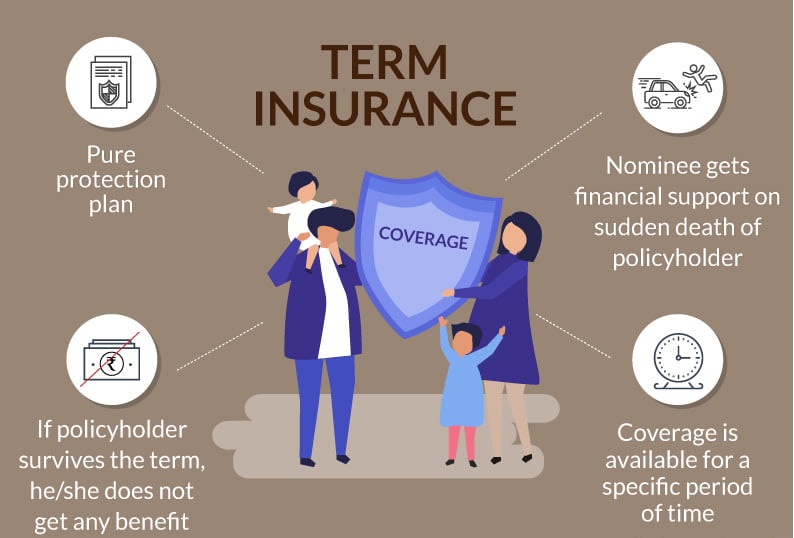 TERM
INSURANCE
Pure
protection
plan
Nominee gets
financial support on
sudden death of
policyholder
COVERAGE
₹
If policyholder
survives the term,
he/she does not
get any benefit
Coverage is
available for a
specific period
of time